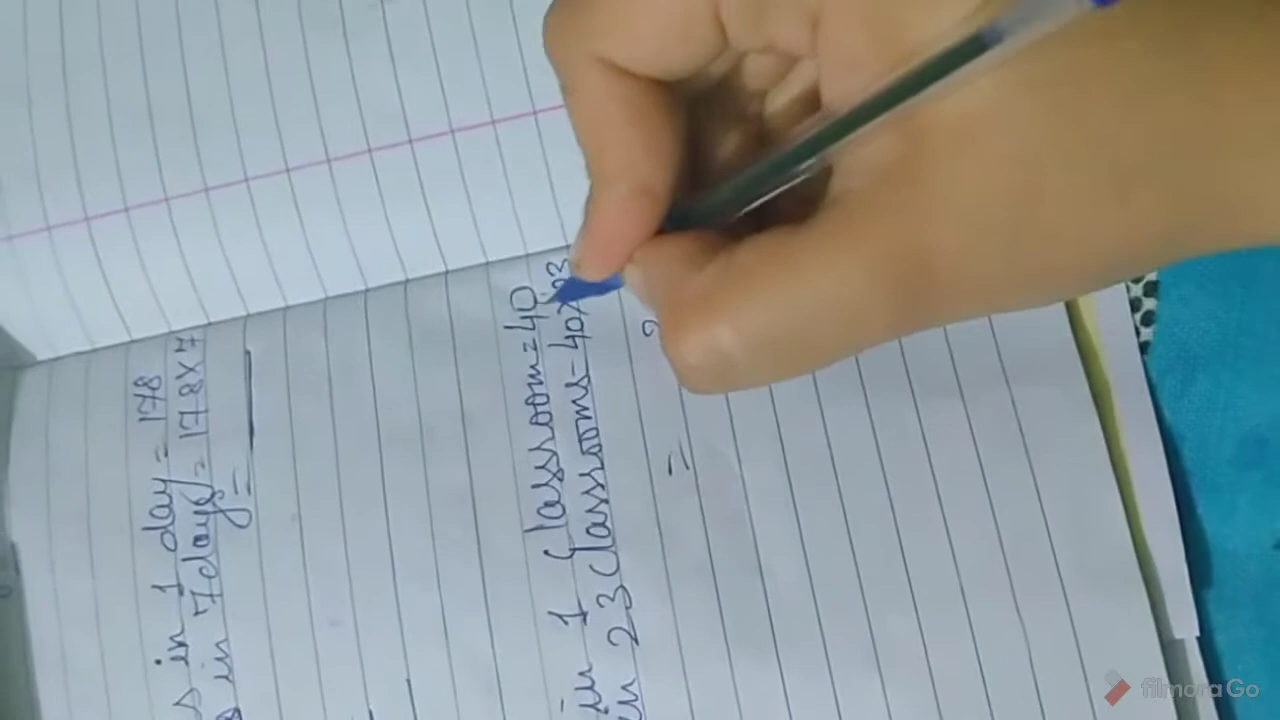 s in 1 day = 178
in 7 days = 178 x 7
=
in 1 Classroom = 40
in 23 Classrooms = 40 x 23
=
filmora Go